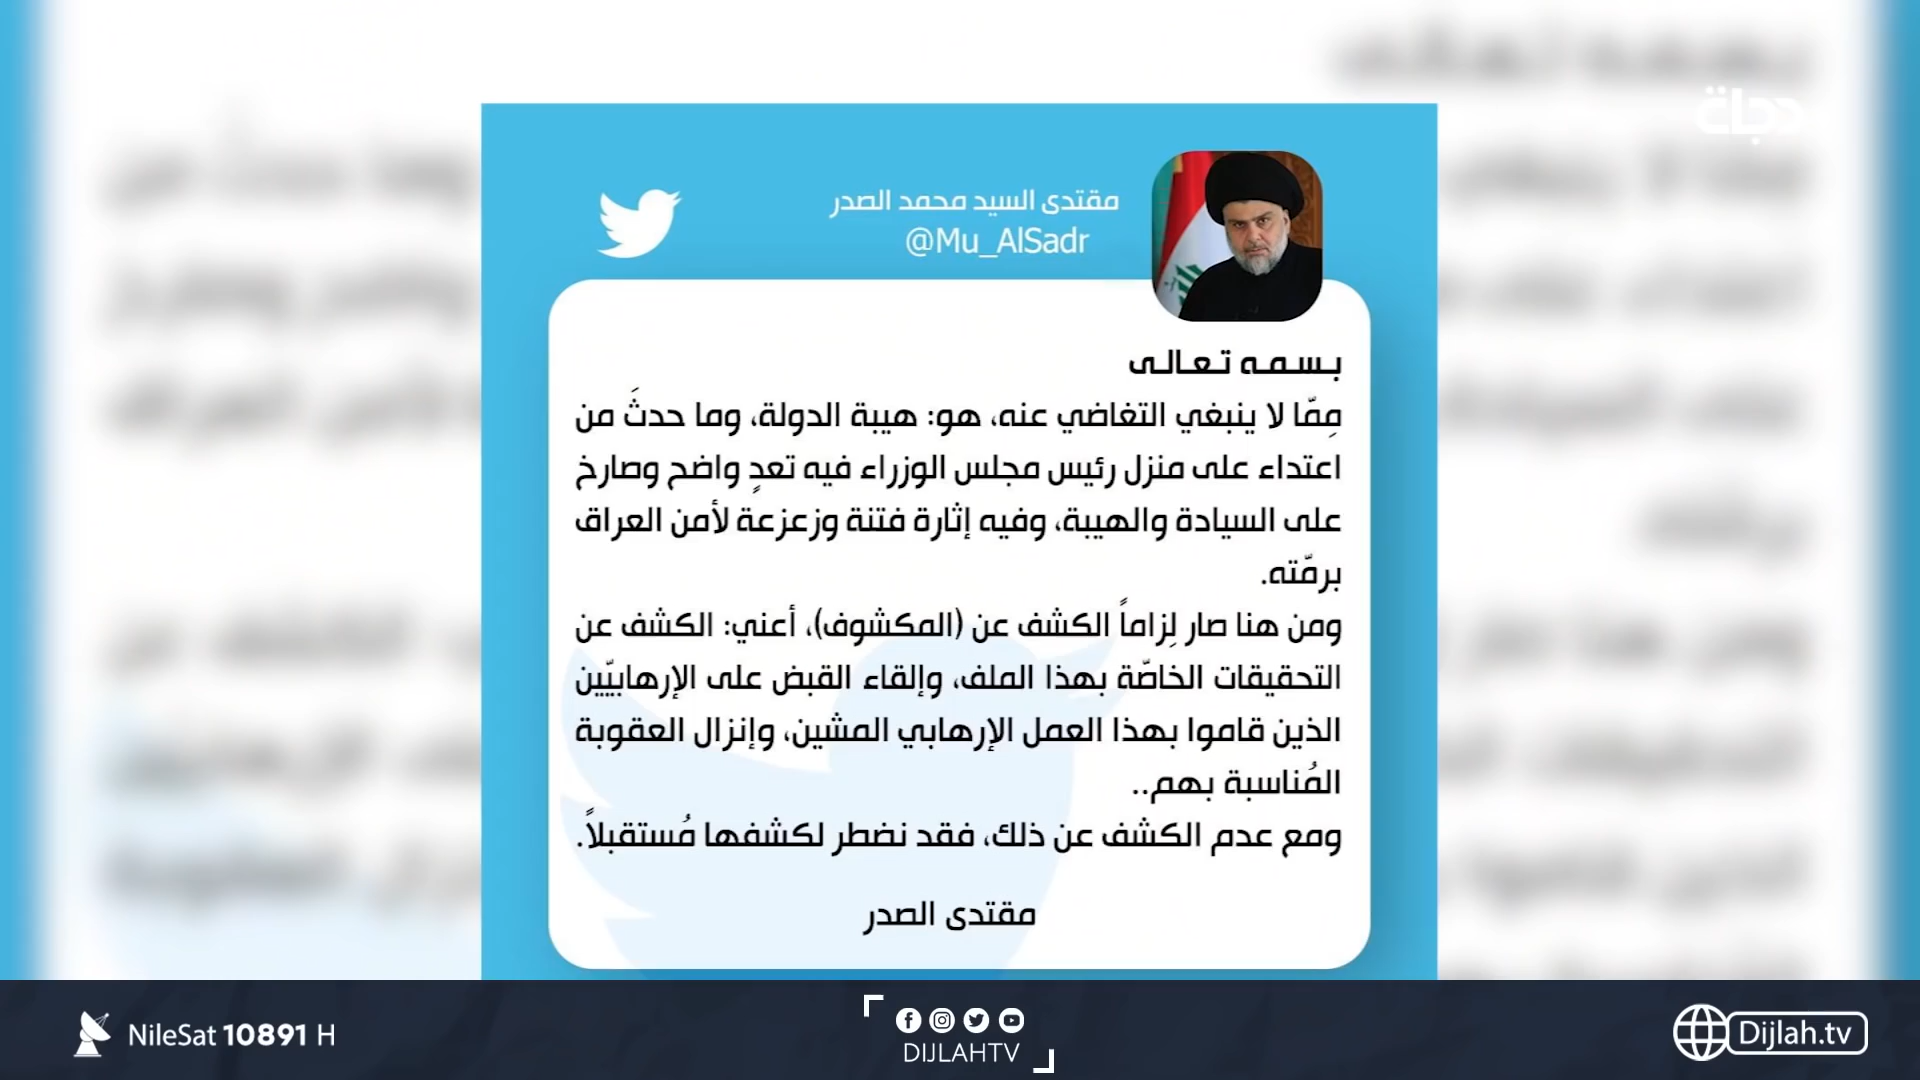 دجلة
مقتدى السيد محمد الصدر
@Mu_AlSadr
بسمه تعالى
مِمّا لا ينبغي التغاضي عنه، هو: هيبة الدولة، وما حدثَ من
اعتداء على منزل رئيس مجلس الوزراء فيه تعدٍ واضح وصارخ
على السيادة والهيبة، وفيه إثارة فتنة وزعزعة لأمن العراق
برمّته.
ومن هنا صار لِزاماً الكشف عن (المكشوف)، أعني: الكشف عن
التحقيقات الخاصّة بهذا الملف، وإلقاء القبض على الإرهابيّين
الذين قاموا بهذا العمل الإرهابي المشين، وإنزال العقوبة
المُناسبة بهم..
ومع عدم الكشف عن ذلك، فقد نضطر لكشفها مُستقبلاً.
مقتدى الصدر
NileSat 10891 H
DIJLAHTV
Dijlah.tv